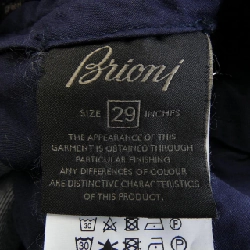 Brioni
SIZE 29 INCHES
THE APPEARANCE OF THIS
GARMENT IS OBTAINED THROUGH
PARTICULAR FINISHING
ANY DIFFERENCES OF COLOUR
ARE DISTINCTIVE CHARACTERISTICS
OF THIS PRODUCT.